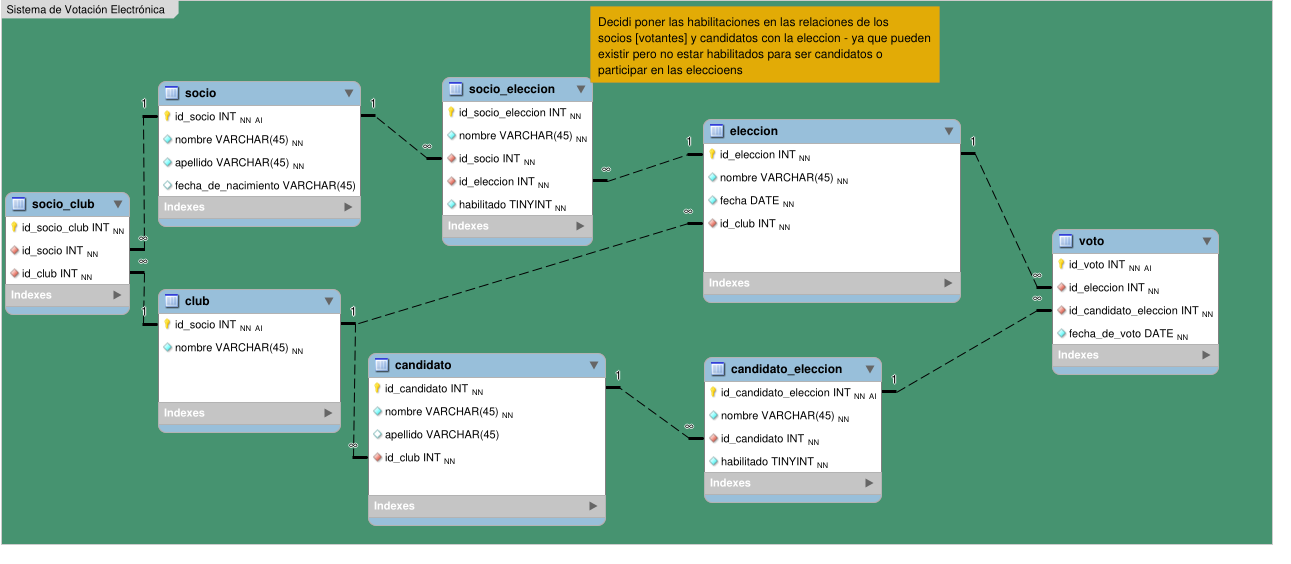 Sistema de Votación Electrónica
Decidi poner las habilitaciones en las relaciones de los
socios [votantes] y candidatos con la eleccion - ya que pueden
existir pero no estar habilitados para ser candidatos o
participar en las eleccioens
socio
id_socio INT NN AI
nombre VARCHAR(45) NN
apellido VARCHAR(45) NN
fecha_de_nacimiento VARCHAR(45)
Indexes
socio_eleccion
id_socio_eleccion INT NN
nombre VARCHAR(45) NN
id_socio INT NN
id_eleccion INT NN
habilitado TINYINT NN
Indexes
eleccion
id_eleccion INT NN
nombre VARCHAR(45) NN
fecha DATE NN
id_club INT NN
Indexes
socio_club
id_socio_club INT NN
id_socio INT NN
id_club INT NN
Indexes
voto
id_voto INT NN AI
id_eleccion INT NN
id_candidato_eleccion INT NN
fecha_de_voto DATE NN
Indexes
club
id_socio INT NN AI
nombre VARCHAR(45) NN
Indexes
candidato
id_candidato INT NN
nombre VARCHAR(45) NN
apellido VARCHAR(45)
id_club INT NN
Indexes
candidato_eleccion
id_candidato_eleccion INT NN AI
nombre VARCHAR(45) NN
id_candidato INT NN
habilitado TINYINT NN
Indexes
1
∞
1
∞
1
∞
1
∞
1
∞
1
∞
∞
1
∞
1
∞
1